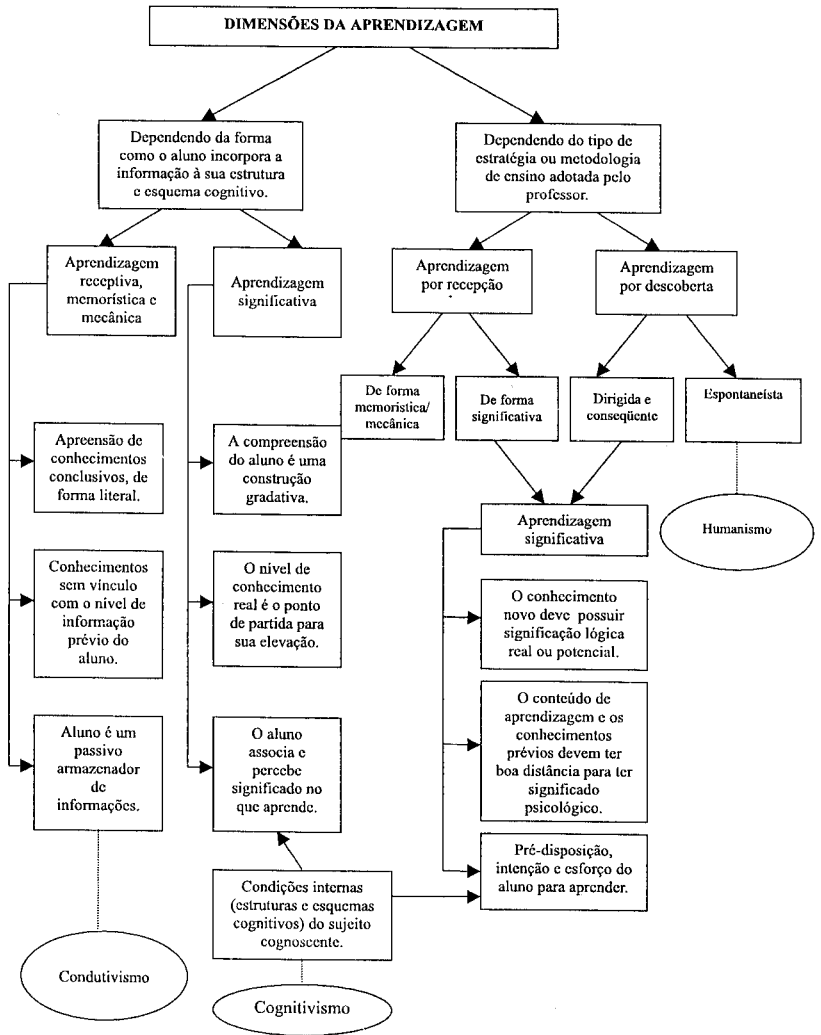 DIMENSÕES DA APRENDIZAGEM
Dependendo da forma
como o aluno incorpora a
informação à sua estrutura
e esquema cognitivo.
Dependendo do tipo de
estratégia ou metodologia
de ensino adotada pelo
professor.
Aprendizagem
receptiva,
memorística e
mecânica
Aprendizagem
significativa
Aprendizagem
por recepção
Aprendizagem
por descoberta
De forma
memoristica/
mecânica
De forma
significativa
Dirigida e
conseqüente
Espontaneísta
Apreensão de
conhecimentos
conclusivos, de
forma literal.
A compreensão
do aluno é uma
construção
gradativa.
Aprendizagem
significativa
Humanismo
Conhecimentos
sem vínculo
com o nível de
informação
prévio do
aluno.
O nível de
conhecimento
real é o ponto
de partida para
sua elevação.
O conhecimento
novo deve possuir
significação lógica
real ou potencial.
Aluno é um
passivo
armazenador
de
informações.
O aluno
associa e
percebe
significado no
que aprende.
O conteúdo de
aprendizagem e os
conhecimentos
prévios devem ter
boa distância para ter
significado
psicológico.
Pré-disposição,
intenção e esforço do
aluno para aprender.
Condições internas
(estruturas e esquemas
cognitivos) do sujeito
cognoscente.
Condutivismo
Cognitivismo